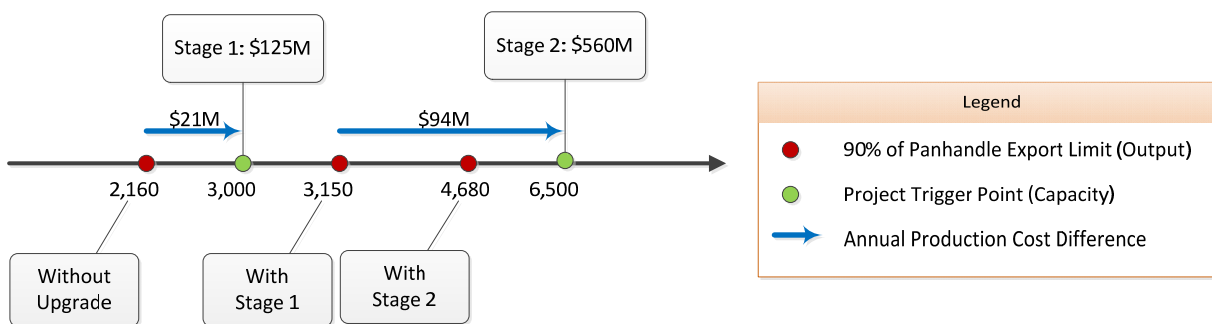 Stage 1: $125M
Stage 2: $560M
$21M
$94M
2,160
3,000
3,150
4,680
6,500
Without
Upgrade
With
Stage 1
With
Stage 2
Legend
90% of Panhandle Export Limit (Output)
Project Trigger Point (Capacity)
Annual Production Cost Difference